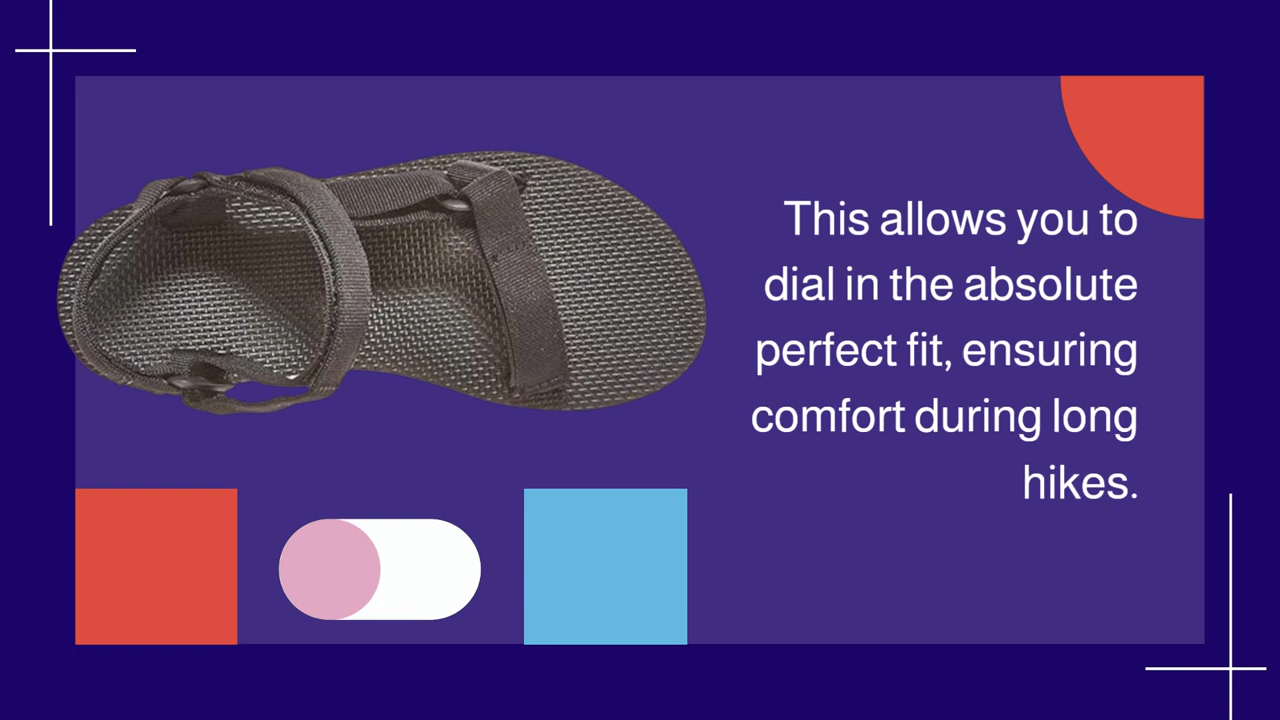 This allows you to
dial in the absolute
perfect fit, ensuring
comfort during long
hikes.